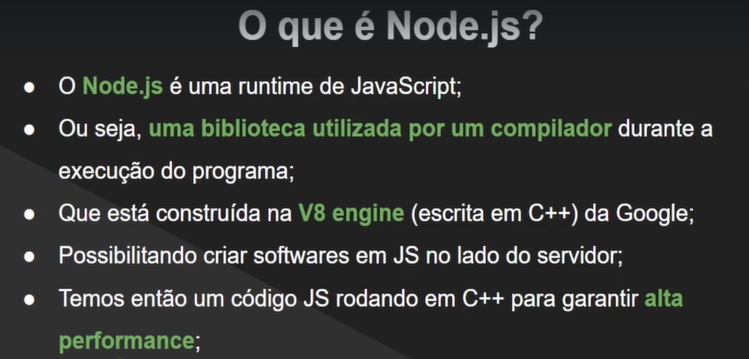 O que é Node.js?
● O Node.js é uma runtime de JavaScript;
● Ou seja, uma biblioteca utilizada por um compilador durante a
execução do programa;
● Que está construída na V8 engine (escrita em C++) da Google;
● Possibilitando criar softwares em JS no lado do servidor;
● Temos então um código JS rodando em C++ para garantir alta
performance;